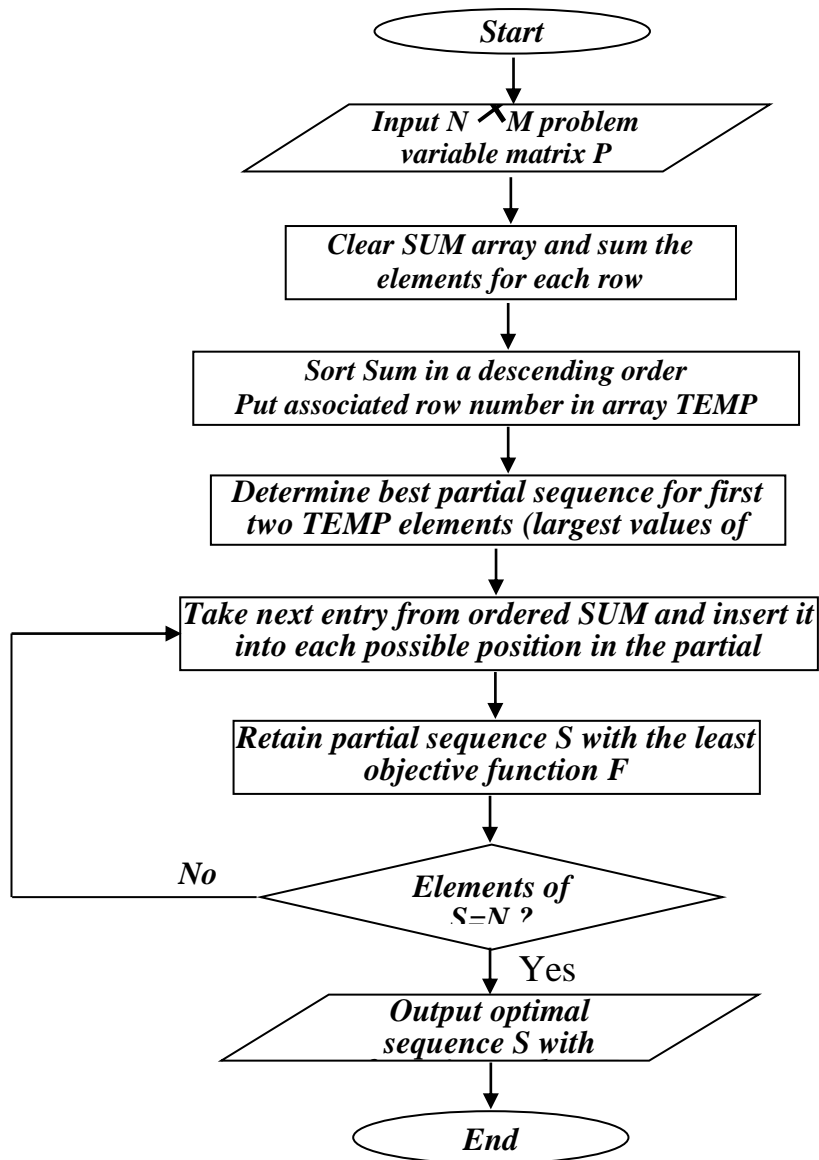 Start
Input N × M problem
variable matrix P
Clear SUM array and sum the
elements for each row
Sort Sum in a descending order
Put associated row number in array TEMP
Determine best partial sequence for first
two TEMP elements (largest values of
Take next entry from ordered SUM and insert it
into each possible position in the partial
Retain partial sequence S with the least
objective function F
No
Elements of
S=N ?
Yes
Output optimal
sequence S with
End